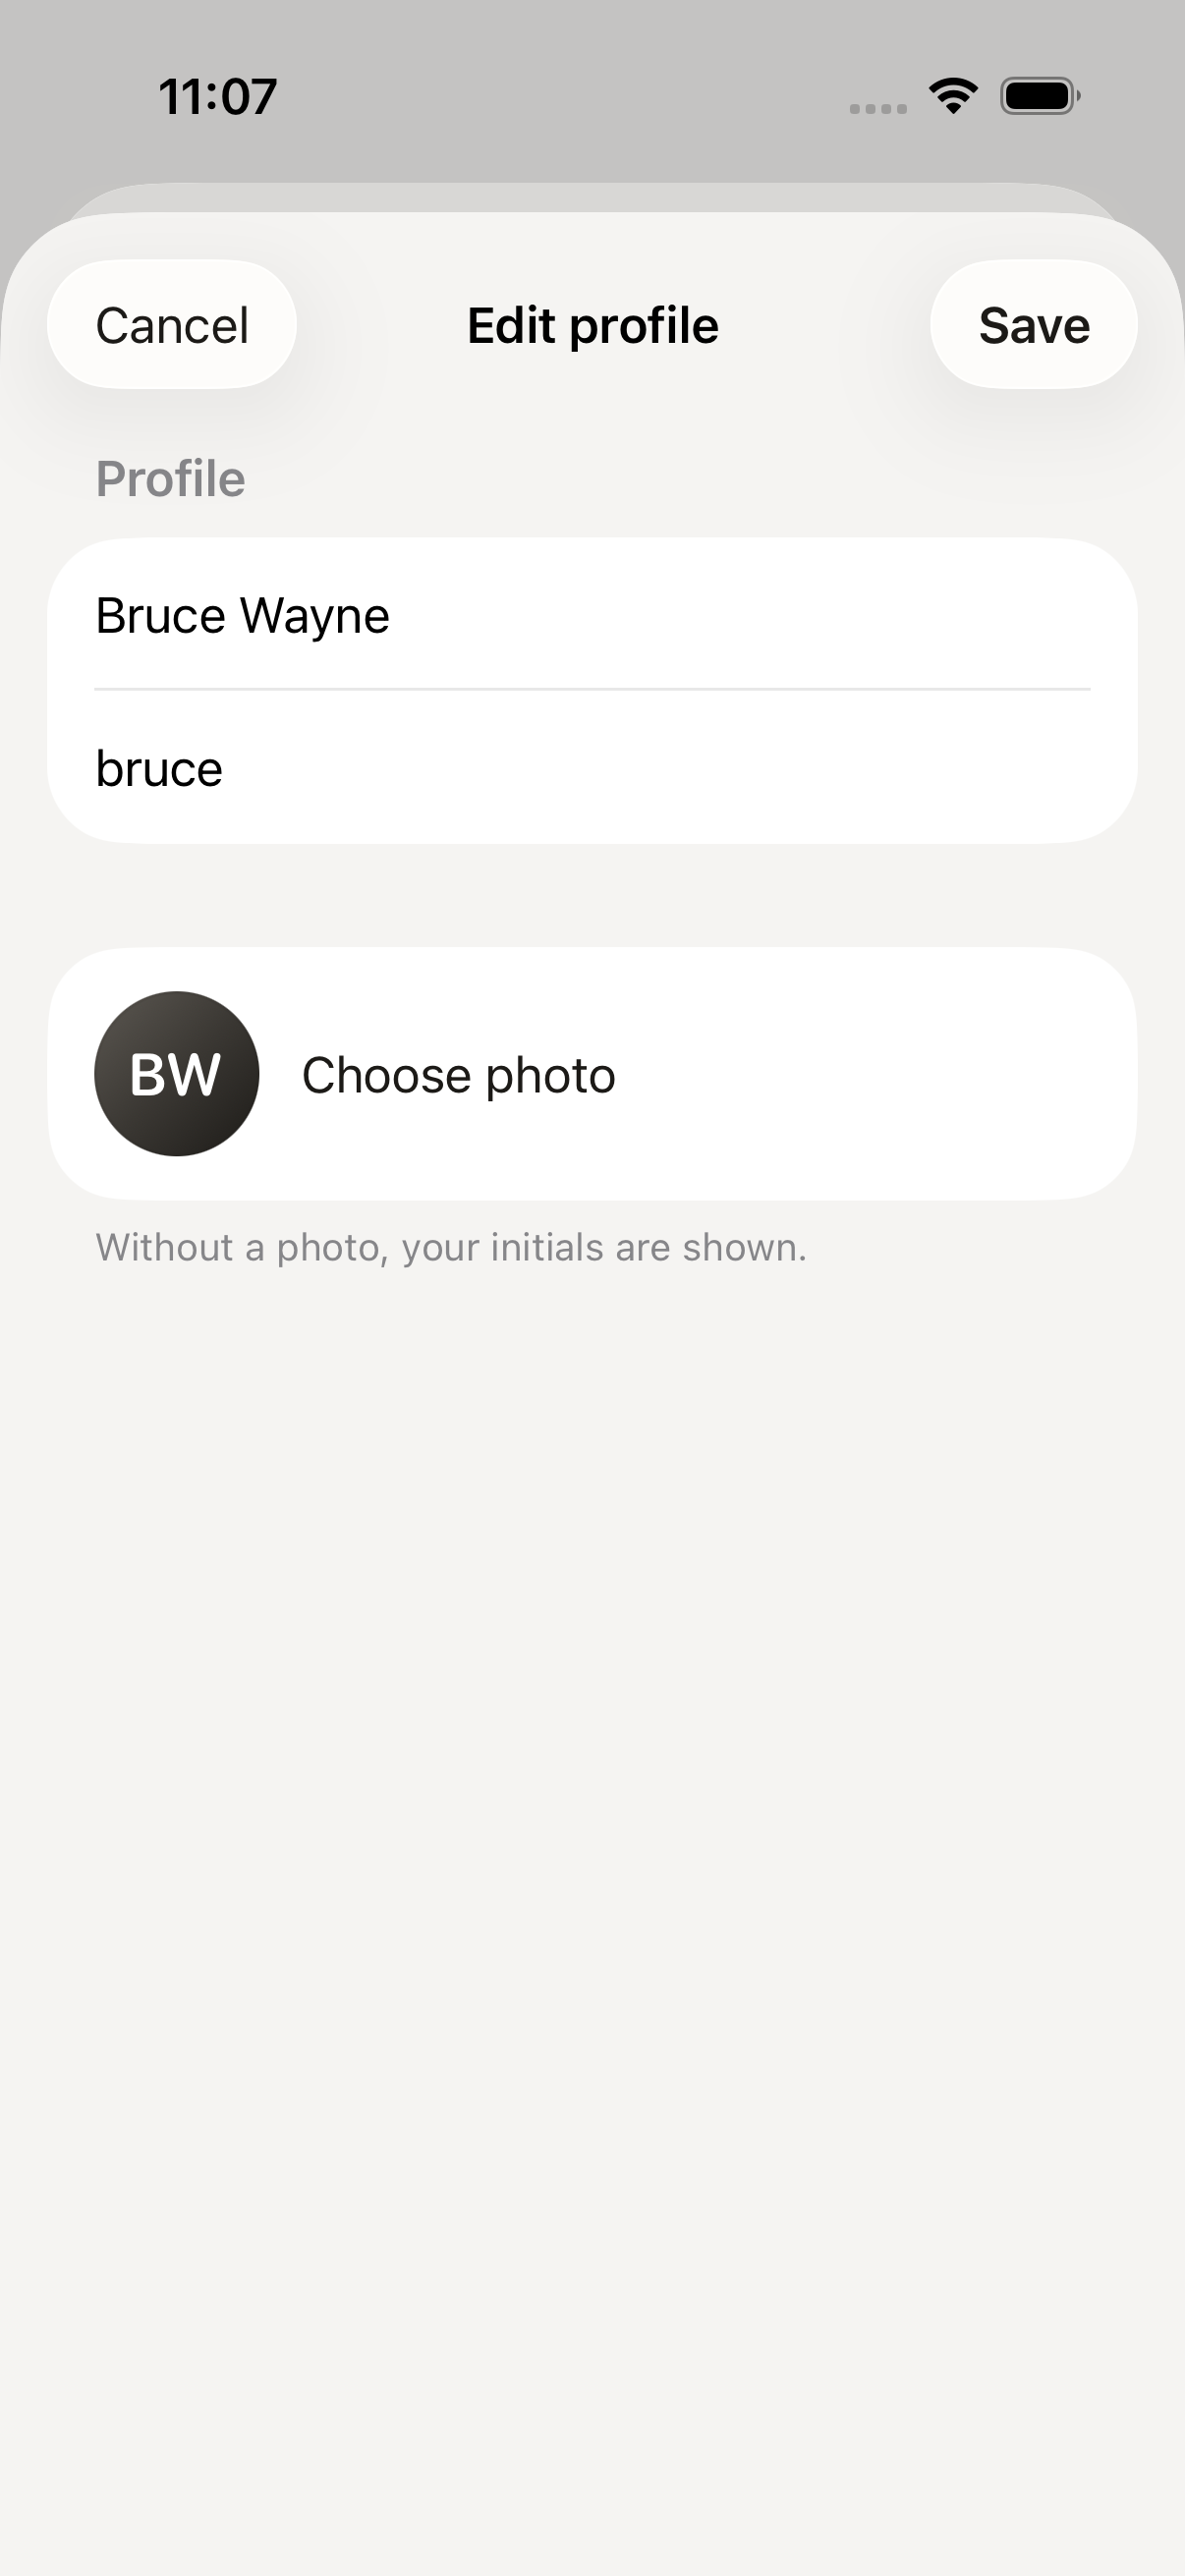 11:07
Cancel
Edit profile
Save
Profile
Bruce Wayne
bruce
BW
Choose photo
Without a photo, your initials are shown.